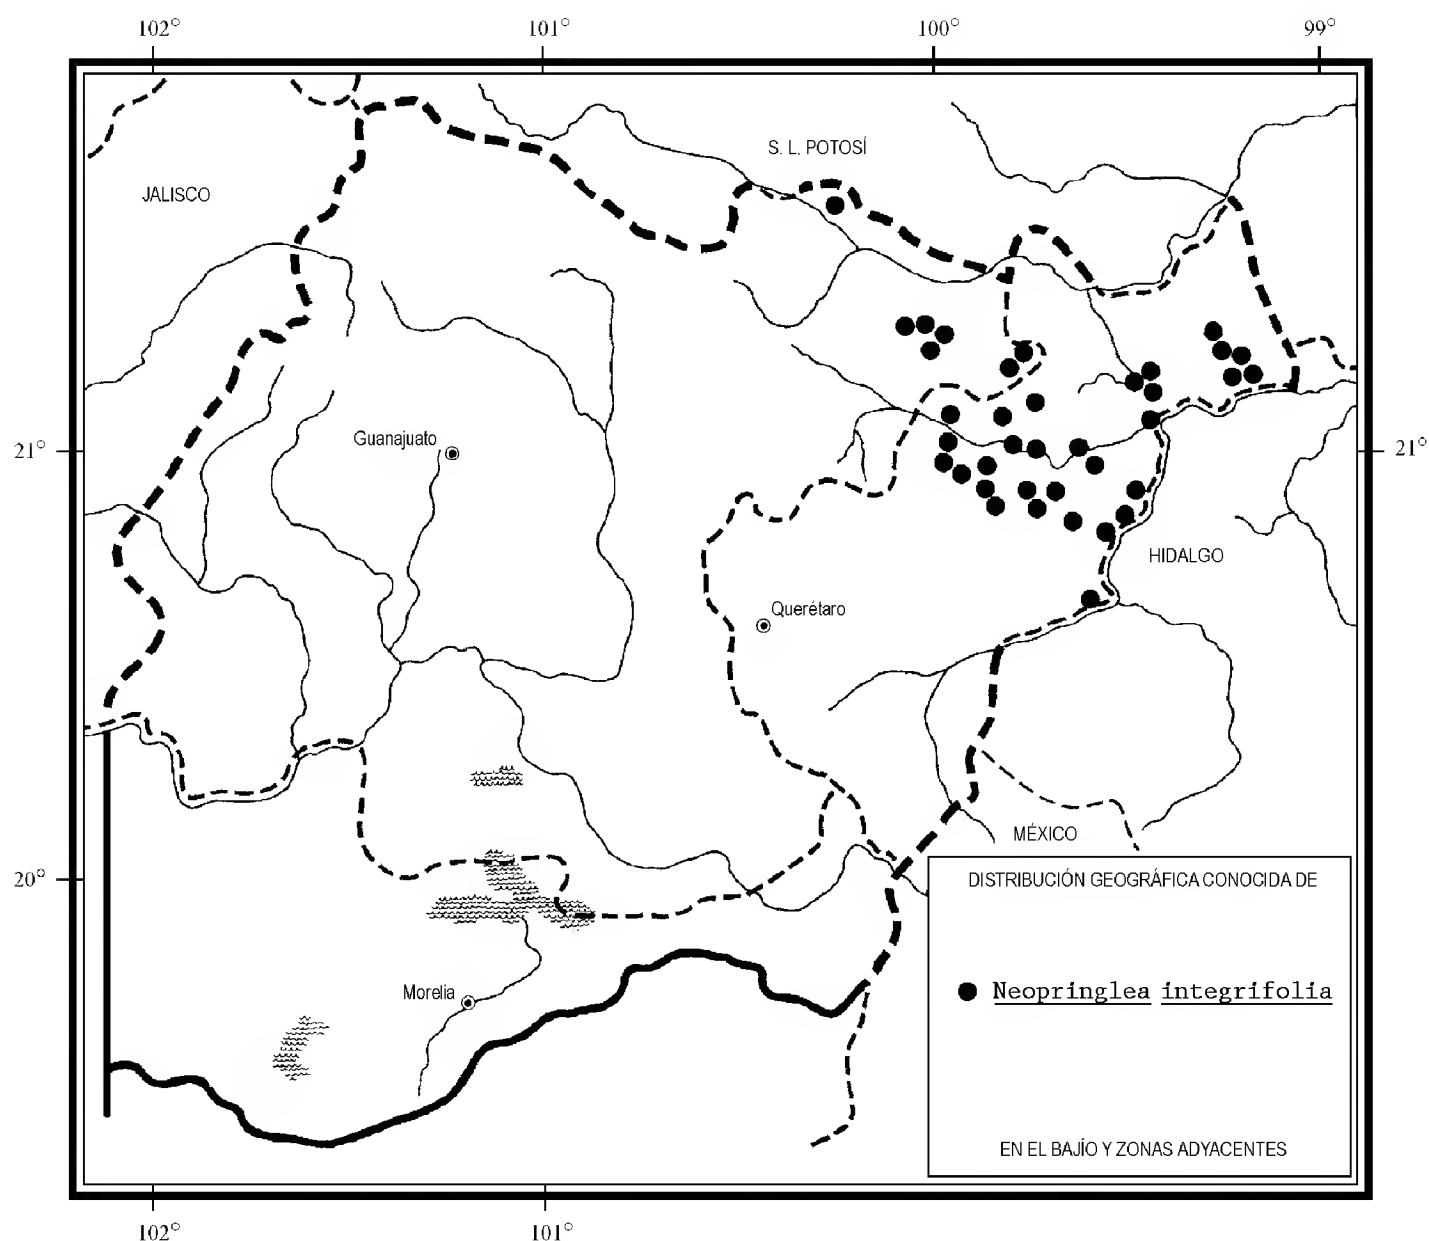 102° 101° 100° 99°
S. L. POTOSÍ
JALISCO
Guanajuato
21° 21°
HIDALGO
Querétaro
MÉXICO
20°
DISTRIBUCIÓN GEOGRÁFICA CONOCIDA DE
Neopringlea integrifolia
Morelia
EN EL BAJÍO Y ZONAS ADYACENTES
102° 101°